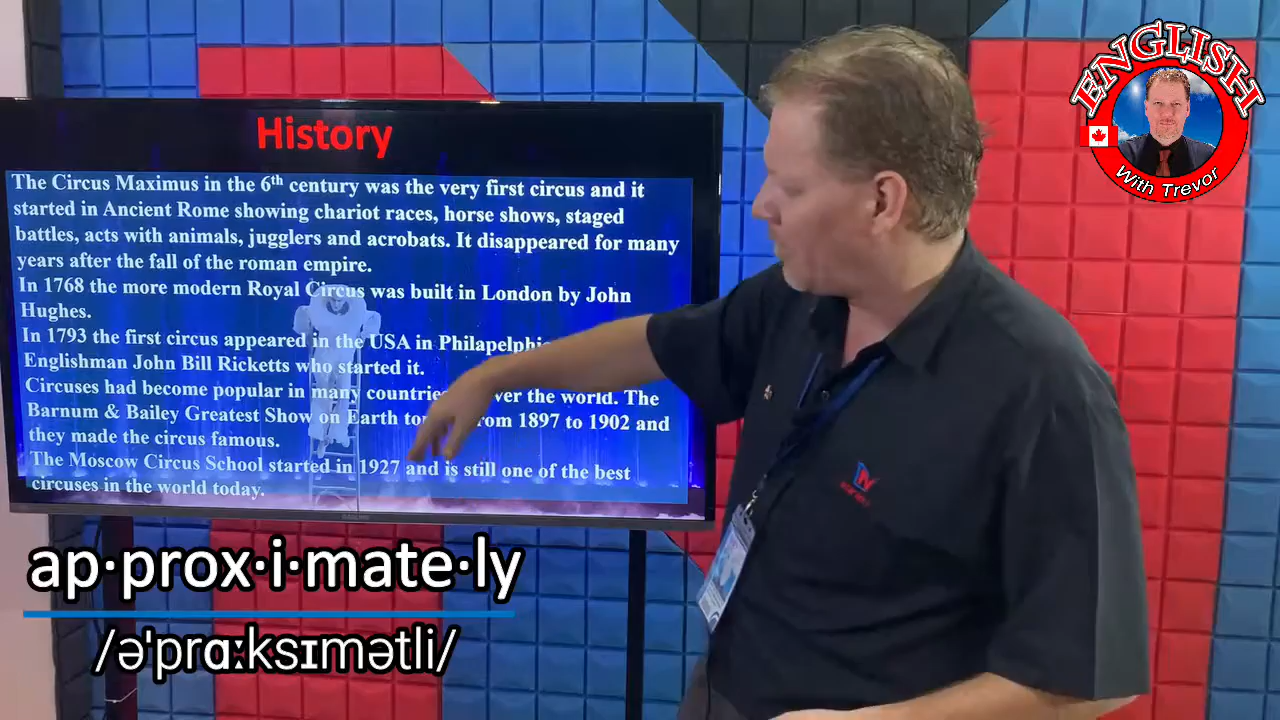 History
The Circus Maximus in the 6th century was the very first circus and it
started in Ancient Rome showing chariot races, horse shows, staged
battles, acts with animals, jugglers and acrobats. It disappeared for many
years after the fall of the roman empire.
In 1768 the more modern Royal Circus was built in London by John
Hughes.
In 1793 the first circus appeared in the USA in
Englishman John Bill Ricketts who started it.
Circuses had become popular in many the world. The
Barnum & Bailey Greatest Show on Earth from 1897 to 1902 and
they made the circus famous.
The Moscow Circus School started in 1927 and is still one of the best
circuses in the world today.
ap·prox·i·mate·ly
/əˈprɑːksɪmətli/
ENGLISH
With Trevor